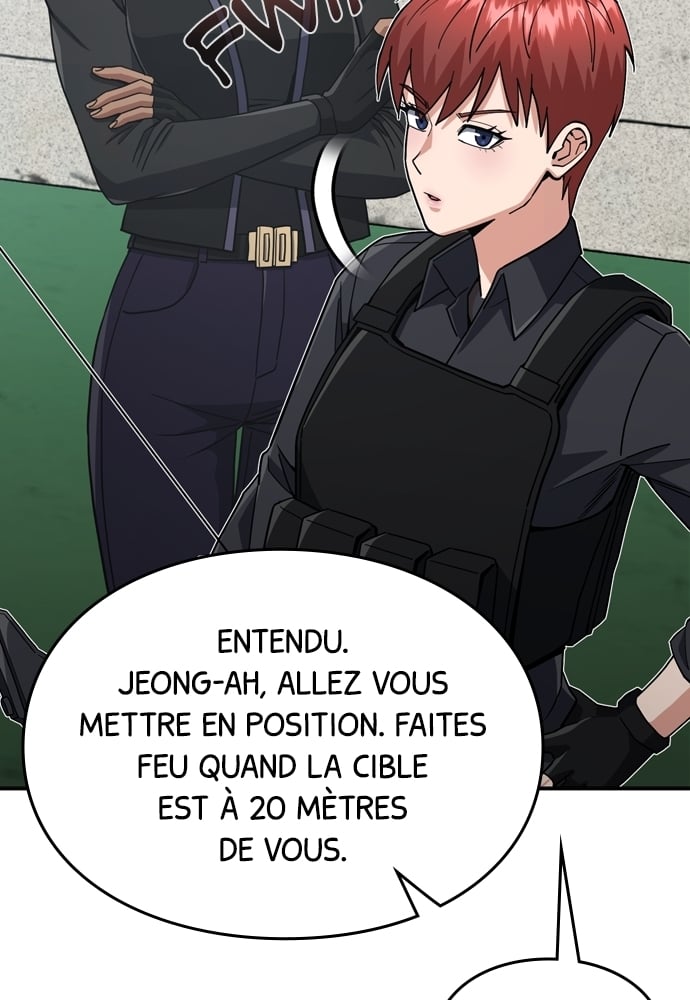 ENTENDU.
JEONG-AH, ALLEZ VOUS
METTRE EN POSITION. FAITES
FEU QUAND LA CIBLE
EST À 20 MÈTRES
DE VOUS.